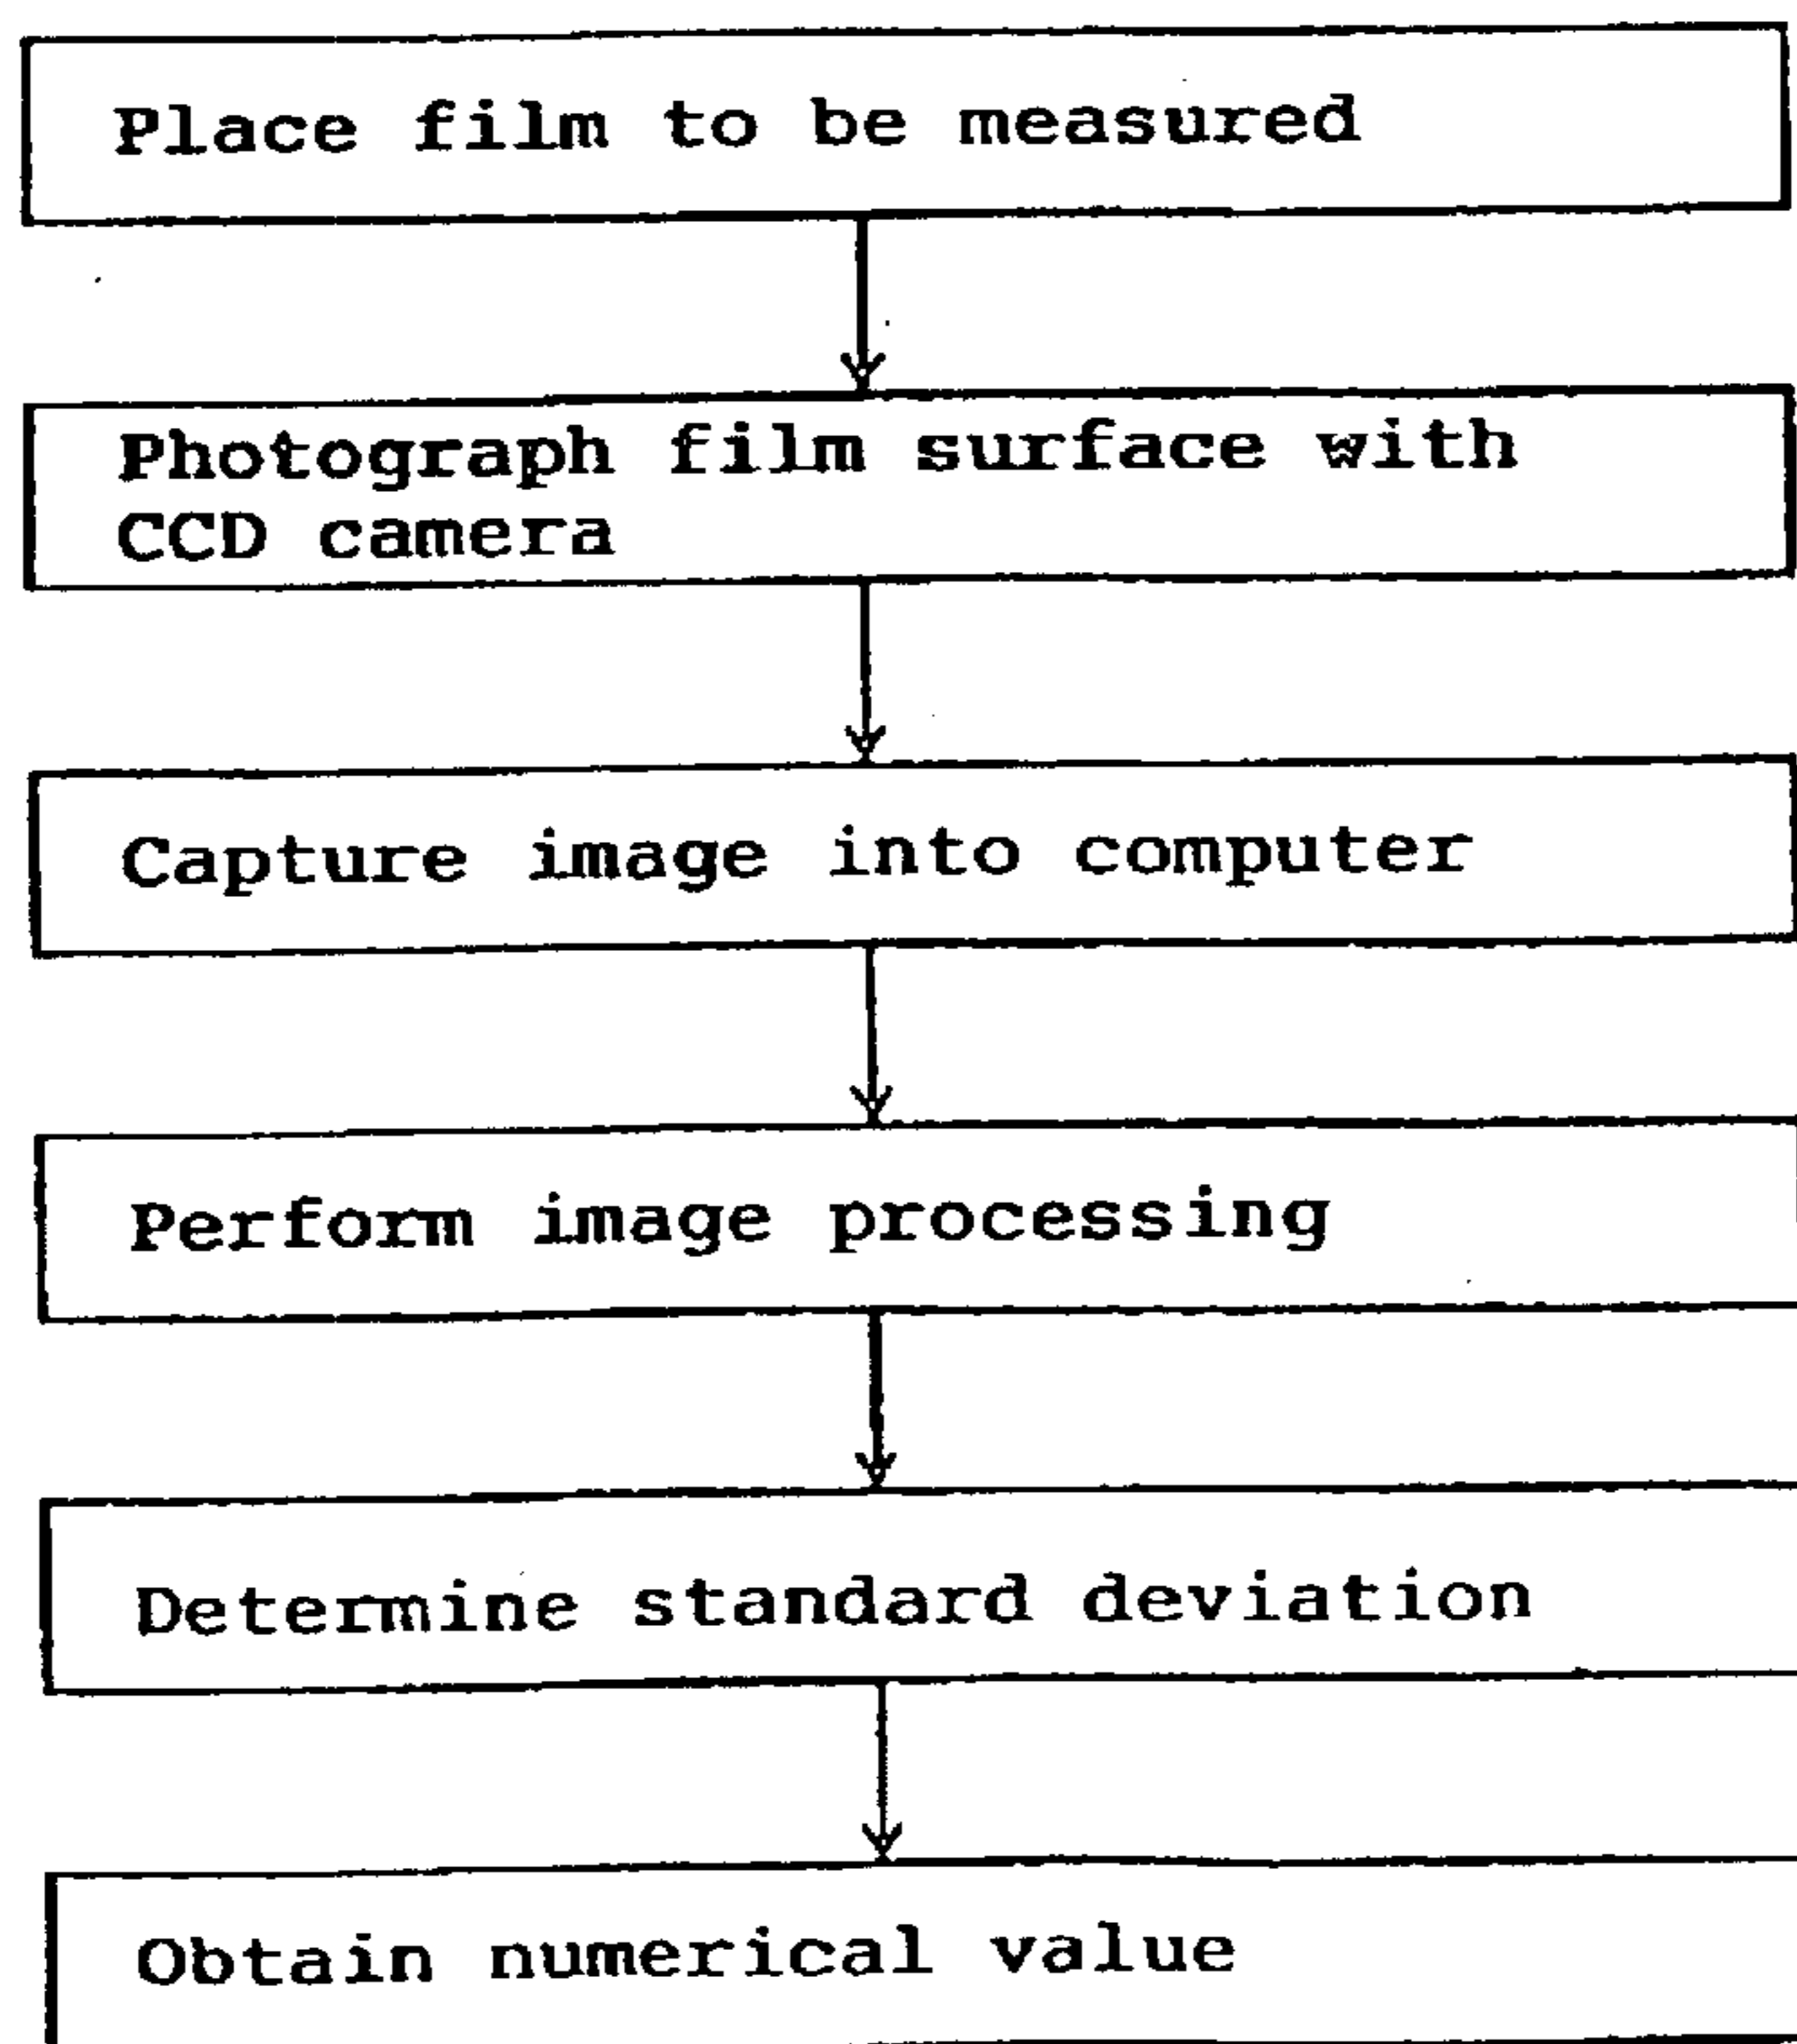 Place film to be measured
Photograph film surface with
CCD camera
Capture image into computer
Perform image processing
Determine standard deviation
Obtain numerical value